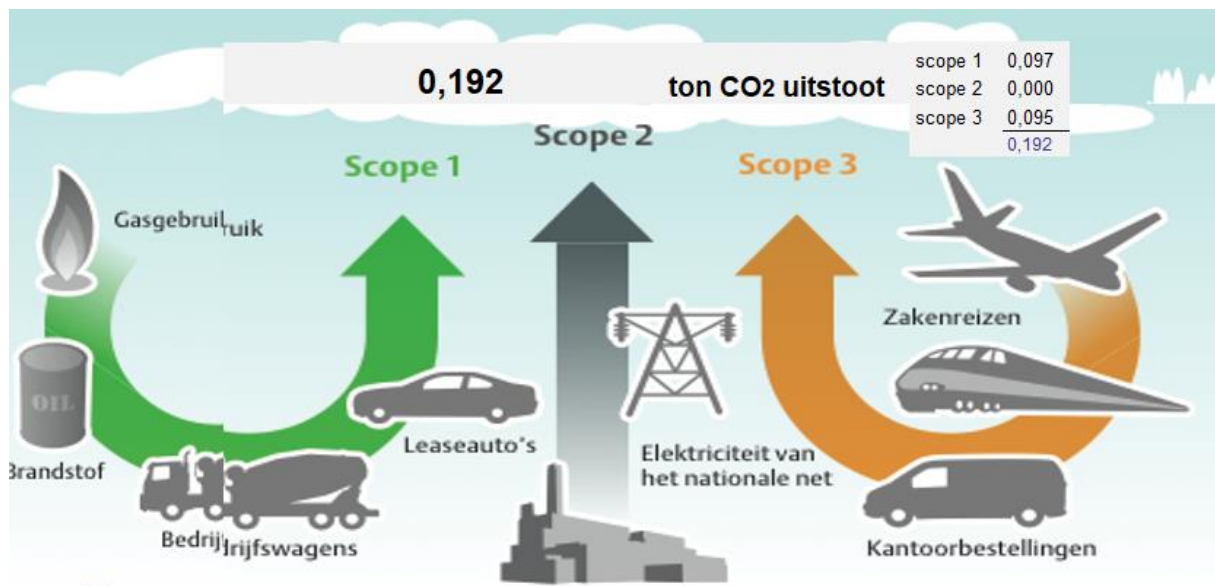 0,192 ton CO2 uitstoot
scope 1 0,097
scope 2 0,000
scope 3 0,095
0,192
Scope 1
Scope 2
Scope 3
Gasgebruik
OIL
Brandstof
Bedrijfswagens
Leaseauto's
Elektriciteit van
het nationale net
Zakenreizen
Kantoorbestellingen